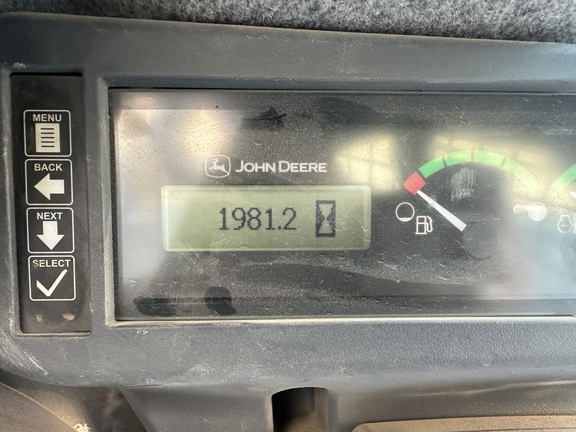 MENU
BACK
NEXT
SELECT
JOHN DEERE
1981.2